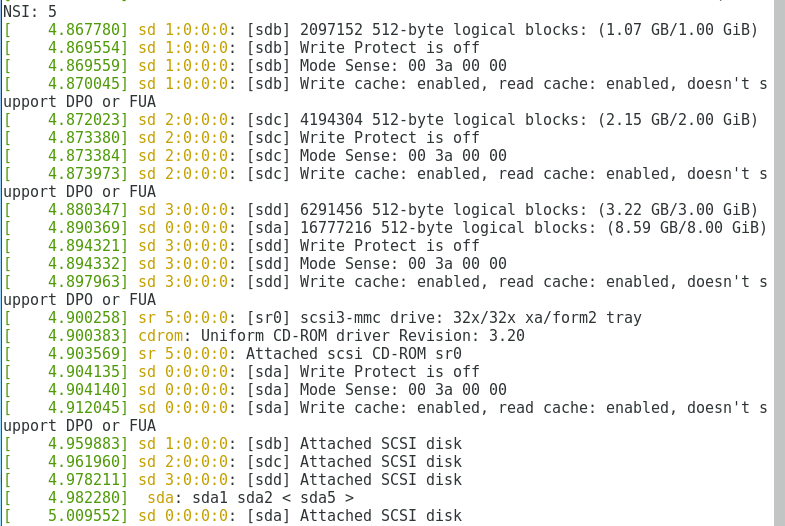 NSI: 5
[    4.867780] sd 1:0:0:0: [sdb] 2097152 512-byte logical blocks: (1.07 GB/1.00 GiB)
[    4.869554] sd 1:0:0:0: [sdb] Write Protect is off
[    4.869559] sd 1:0:0:0: [sdb] Mode Sense: 00 3a 00 00
[    4.870045] sd 1:0:0:0: [sdb] Write cache: enabled, read cache: enabled, doesn't s
upport DPO or FUA
[    4.872023] sd 2:0:0:0: [sdc] 4194304 512-byte logical blocks: (2.15 GB/2.00 GiB)
[    4.873380] sd 2:0:0:0: [sdc] Write Protect is off
[    4.873384] sd 2:0:0:0: [sdc] Mode Sense: 00 3a 00 00
[    4.873973] sd 2:0:0:0: [sdc] Write cache: enabled, read cache: enabled, doesn't s
upport DPO or FUA
[    4.880347] sd 3:0:0:0: [sdd] 6291456 512-byte logical blocks: (3.22 GB/3.00 GiB)
[    4.890369] sd 0:0:0:0: [sda] 16777216 512-byte logical blocks: (8.59 GB/8.00 GiB)
[    4.894321] sd 3:0:0:0: [sdd] Write Protect is off
[    4.894332] sd 3:0:0:0: [sdd] Mode Sense: 00 3a 00 00
[    4.897963] sd 3:0:0:0: [sdd] Write cache: enabled, read cache: enabled, doesn't s
upport DPO or FUA
[    4.900258] sr 5:0:0:0: [sr0] scsi3-mmc drive: 32x/32x xa/form2 tray
[    4.900383] cdrom: Uniform CD-ROM driver Revision: 3.20
[    4.903569] sr 5:0:0:0: Attached scsi CD-ROM sr0
[    4.904135] sd 0:0:0:0: [sda] Write Protect is off
[    4.904140] sd 0:0:0:0: [sda] Mode Sense: 00 3a 00 00
[    4.912045] sd 0:0:0:0: [sda] Write cache: enabled, read cache: enabled, doesn't s
upport DPO or FUA
[    4.959883] sd 1:0:0:0: [sdb] Attached SCSI disk
[    4.961960] sd 2:0:0:0: [sdc] Attached SCSI disk
[    4.978211] sd 3:0:0:0: [sdd] Attached SCSI disk
[    4.982280]  sda: sda1 sda2 < sda5 >
[    5.009552] sd 0:0:0:0: [sda] Attached SCSI disk